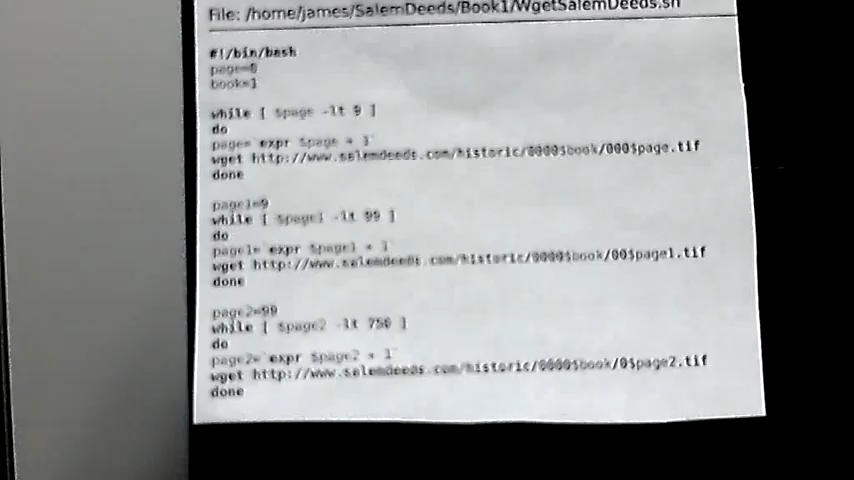 File: /home/james/SalemDeeds/Book1/WgetSalemDeeds.sh
#!/bin/bash
page=0
book=1
while [ $page -lt 9 ]
do
page=`expr $page + 1`
wget http://www.salemdeeds.com/historic/0000$book/000$page.tif
done
page1=9
while [ $page1 -lt 99 ]
do
page1=`expr $page1 + 1`
wget http://www.salemdeeds.com/historic/0000$book/00$page1.tif
done
page2=99
while [ $page2 -lt 750 ]
do
page2=`expr $page2 + 1`
wget http://www.salemdeeds.com/historic/0000$book/0$page2.tif
done